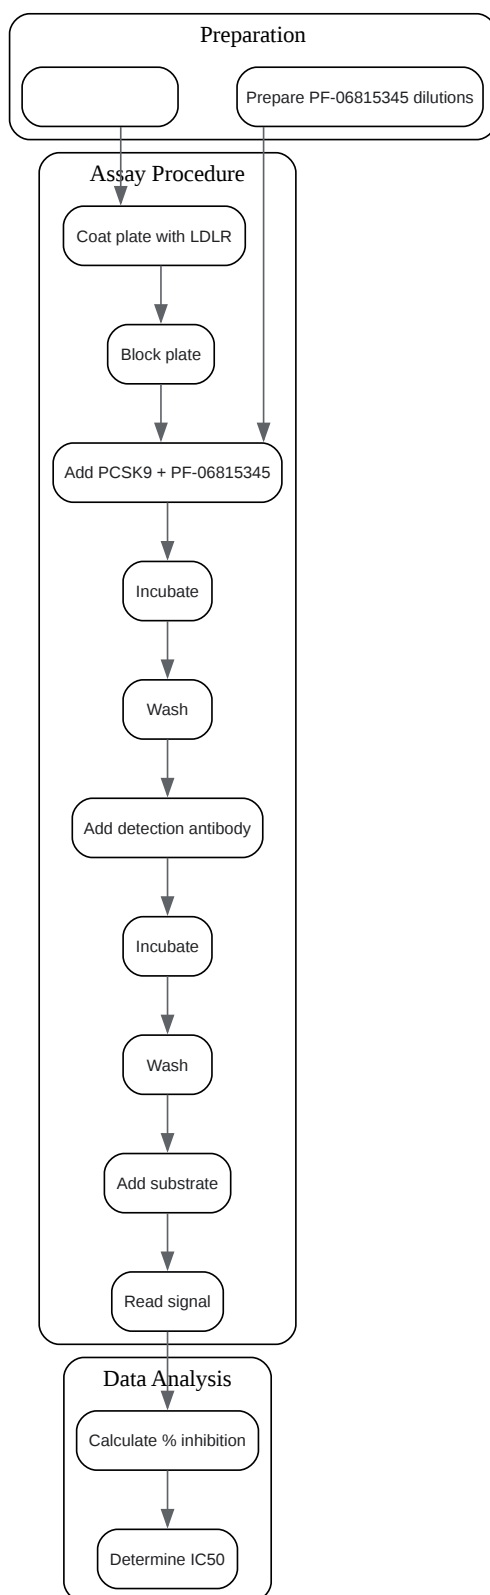 Preparation
Prepare PF-06815345 dilutions
Assay Procedure
Coat plate with LDLR
Block plate
Add PCSK9 + PF-06815345
Incubate
Wash
Add detection antibody
Incubate
Wash
Add substrate
Read signal
Data Analysis
Calculate % inhibition
Determine IC50